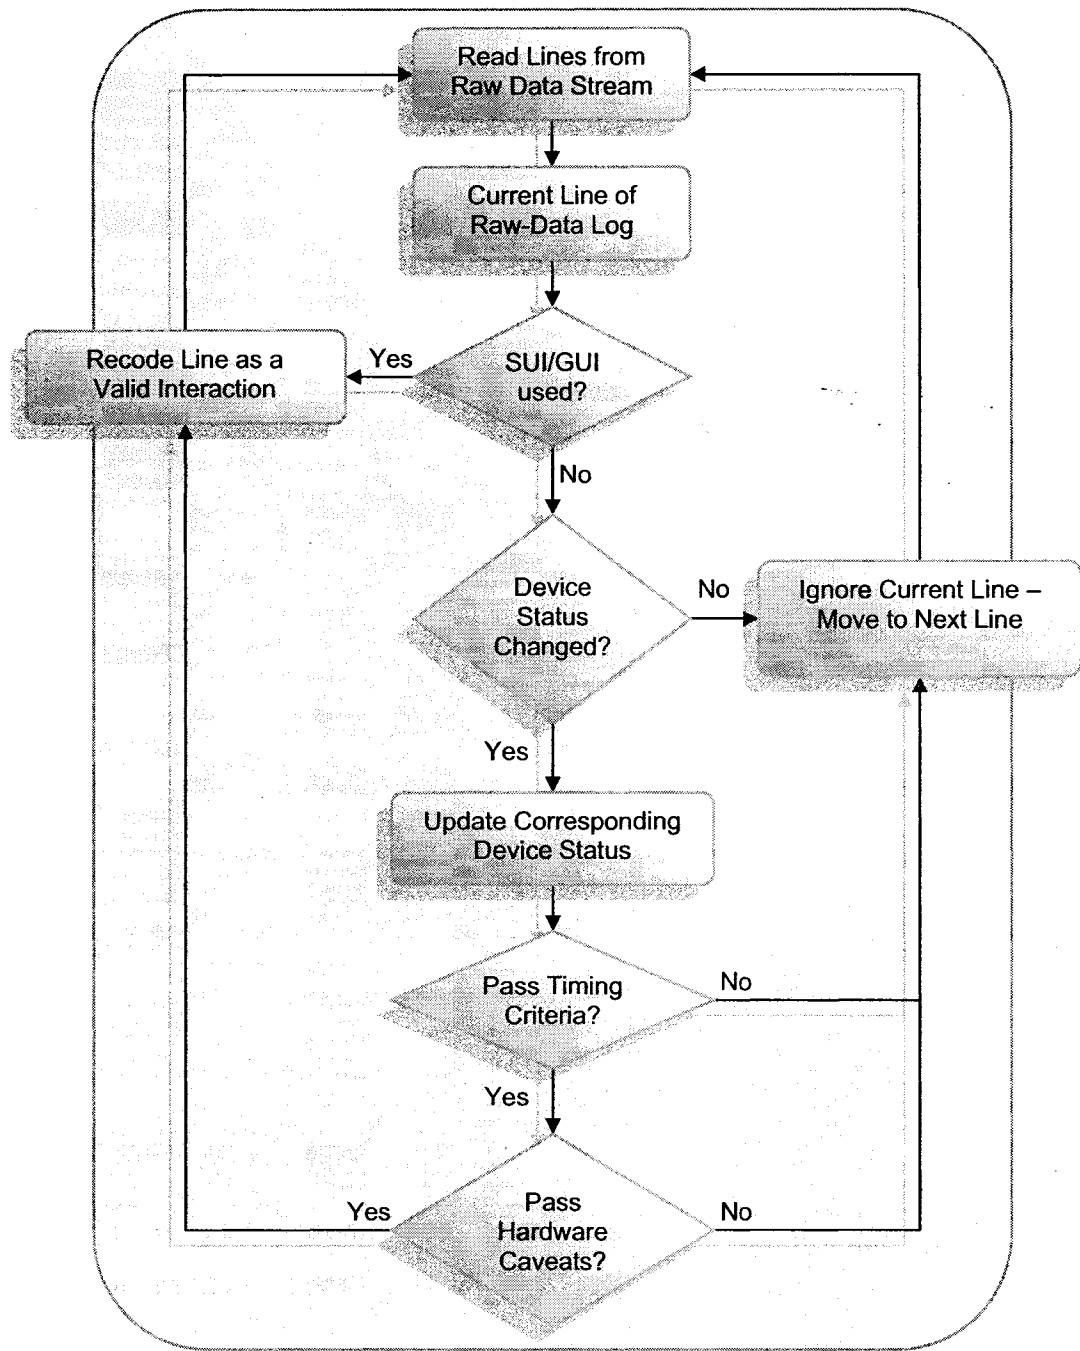 Read Lines from
Raw Data Stream
Current Line of
Raw-Data Log
Recode Line as a
Valid Interaction
Yes
SUI/GUI
used?
No
Device
Status
Changed?
No
Ignore Current Line –
Move to Next Line
Yes
Update Corresponding
Device Status
Pass Timing
Criteria?
No
Yes
Yes
Pass
Hardware
Caveats?
No